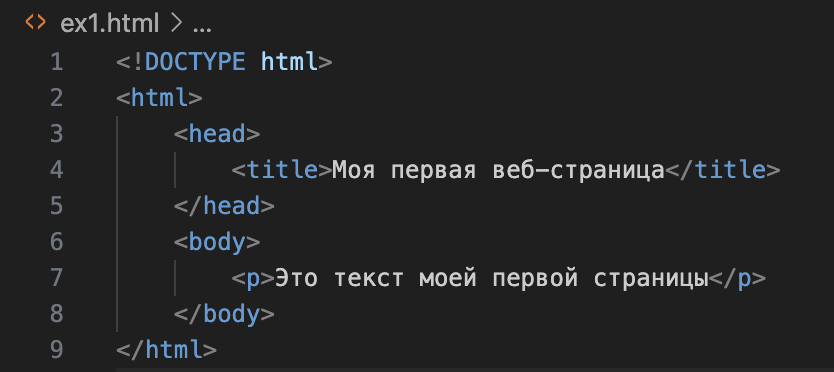 <> ex1.html > ...
1 <!DOCTYPE html>
2 <html>
3 <head>
4 <title>Моя первая веб-страница</title>
5 </head>
6 <body>
7 <p>Это текст моей первой страницы</p>
8 </body>
9 </html>